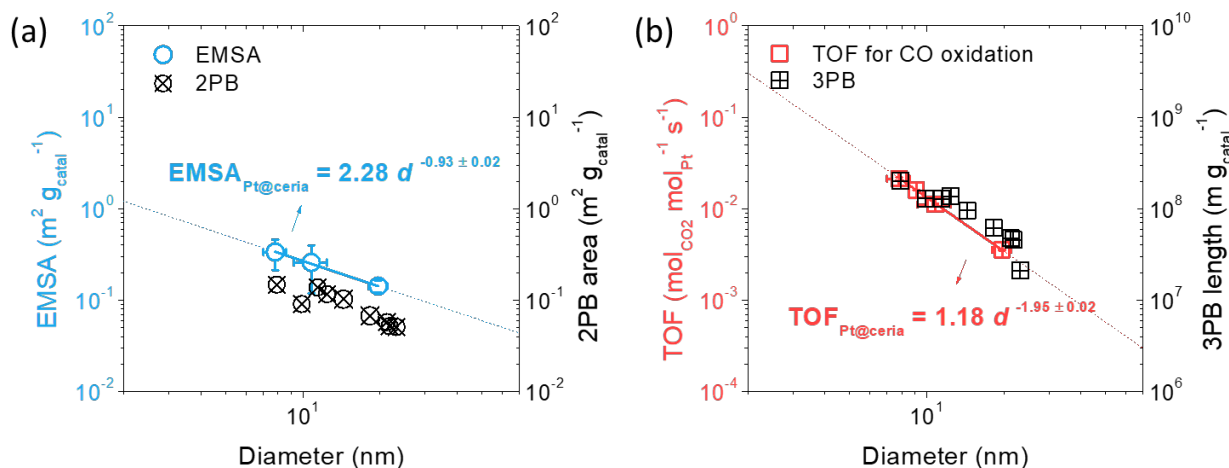 (a)
EMSA
2PB
EMSA (m² g_catal⁻¹)
10²
10¹
10⁰
10⁻¹
10⁻²
EMSA_Pt@ceria = 2.28 d^-0.93 ± 0.02
10²
10¹
10⁰
10⁻¹
10⁻²
2PB area (m² g_catal⁻¹)
10¹
Diameter (nm)
(b)
TOF for CO oxidation
3PB
TOF (mol_CO2 mol_Pt⁻¹ s⁻¹)
10⁰
10⁻¹
10⁻²
10⁻³
10⁻⁴
TOF_Pt@ceria = 1.18 d^-1.95 ± 0.02
10¹⁰
10⁹
10⁸
10⁷
10⁶
3PB length (m g_catal⁻¹)
10¹
Diameter (nm)